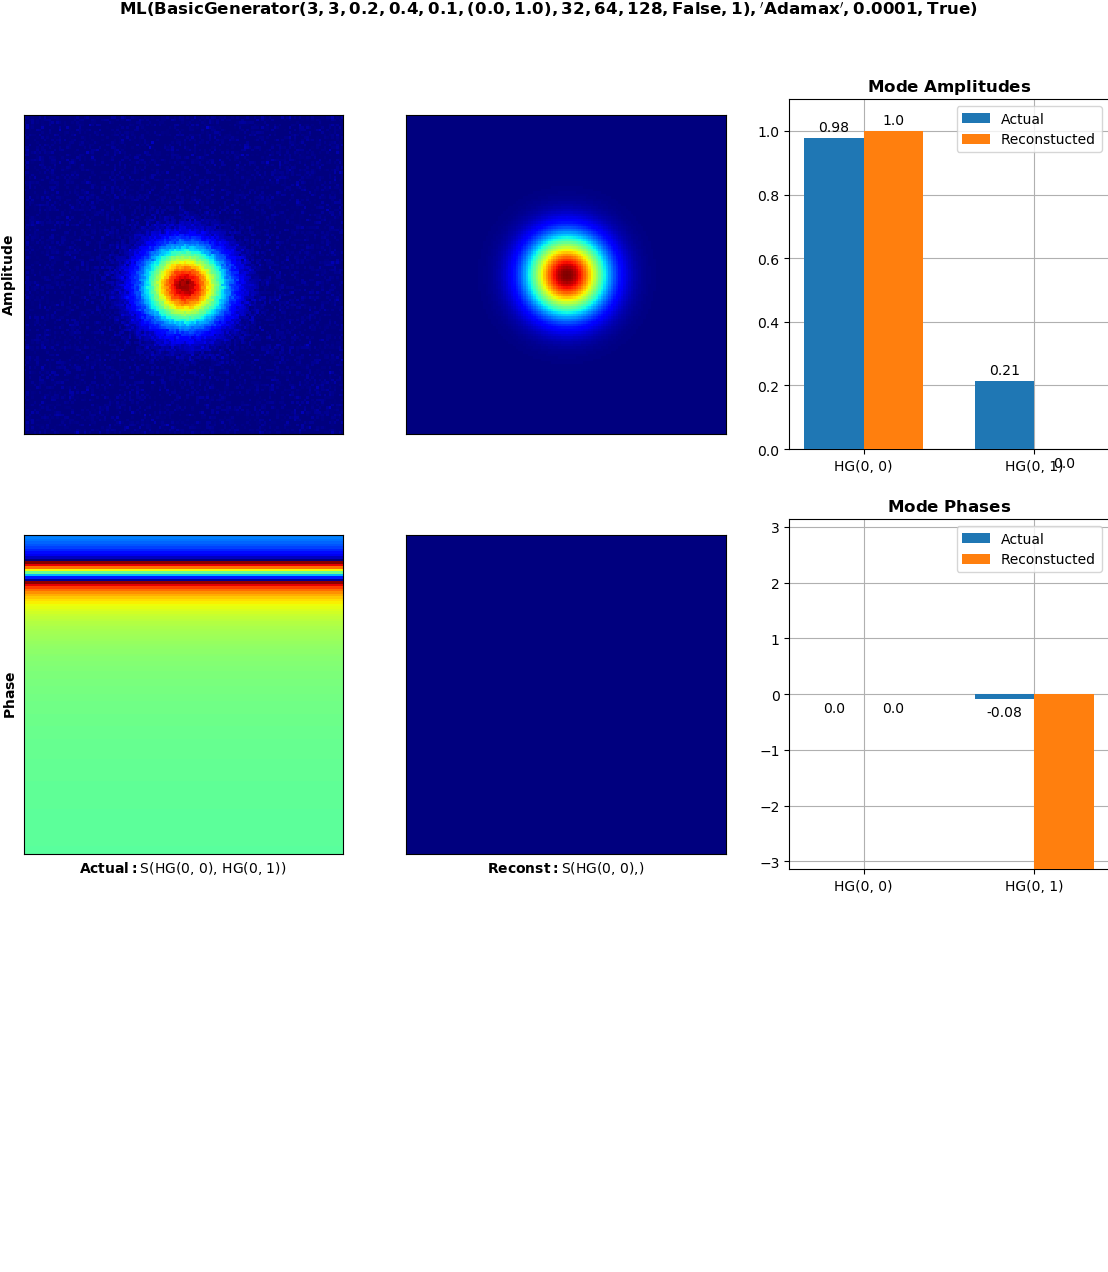 ML(BasicGenerator(3, 3, 0.2, 0.4, 0.1, (0.0, 1.0), 32, 64, 128, False, 1), ′Adamax′, 0.0001, True)
Amplitude
Mode Amplitudes
Actual
Reconstucted
0.98
1.0
0.21
0.0
1.0
0.8
0.6
0.4
0.2
0.0
HG(0, 0)
HG(0, 1)
Phase
Actual: S(HG(0, 0), HG(0, 1))
Reconst: S(HG(0, 0),)
Mode Phases
Actual
Reconstucted
0.0
0.0
-0.08
3
2
1
0
−1
−2
−3
HG(0, 0)
HG(0, 1)